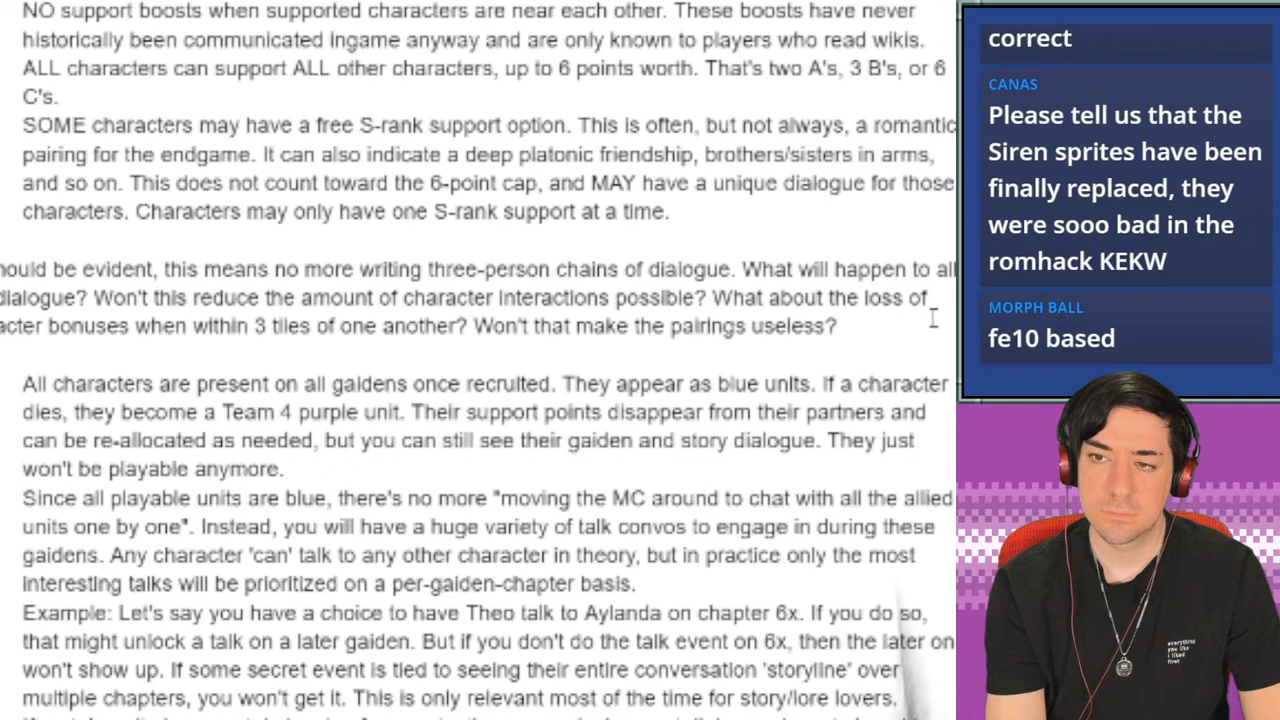 NO support boosts when supported characters are near each other. These boosts have never
historically been communicated ingame anyway and are only known to players who read wikis.
ALL characters can support ALL other characters, up to 6 points worth. That's two A's, 3 B's, or 6
C's.
SOME characters may have a free S-rank support option. This is often, but not always, a romantic
pairing for the endgame. It can also indicate a deep platonic friendship, brothers/sisters in arms,
and so on. This does not count toward the 6-point cap, and MAY have a unique dialogue for those
characters. Characters may only have one S-rank support at a time.
hould be evident, this means no more writing three-person chains of dialogue. What will happen to all
dialogue? Won't this reduce the amount of character interactions possible? What about the loss of
acter bonuses when within 3 tiles of one another? Won't that make the pairings useless?
All characters are present on all gaidens once recruited. They appear as blue units. If a character
dies, they become a Team 4 purple unit. Their support points disappear from their partners and
can be re-allocated as needed, but you can still see their gaiden and story dialogue. They just
won't be playable anymore.
Since all playable units are blue, there's no more "moving the MC around to chat with all the allied
units one by one". Instead, you will have a huge variety of talk convos to engage in during these
gaidens. Any character 'can' talk to any other character in theory, but in practice only the most
interesting talks will be prioritized on a per-gaiden-chapter basis.
Example: Let's say you have a choice to have Theo talk to Aylanda on chapter 6x. If you do so,
that might unlock a talk on a later gaiden. But if you don't do the talk event on 6x, then the later on
won't show up. If some secret event is tied to seeing their entire conversation 'storyline' over
multiple chapters, you won't get it. This is only relevant most of the time for story/lore lovers.
correct
CANAS
Please tell us that the
Siren sprites have been
finally replaced, they
were sooo bad in the
romhack KEKW
MORPH BALL
fe10 based
everything
you like
i liked
first